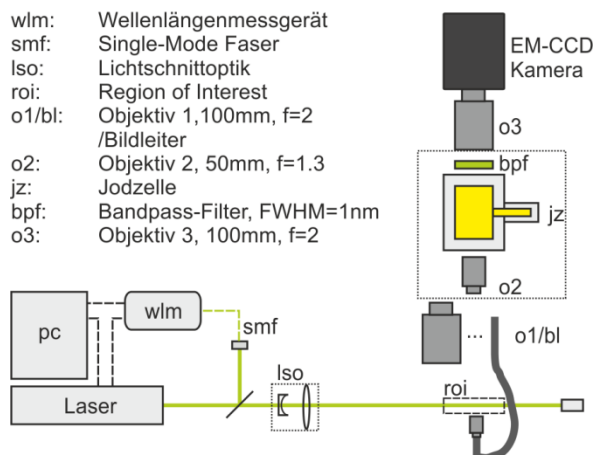 wlm: Wellenlängenmessgerät
smf: Single-Mode Faser
lso: Lichtschnittoptik
roi: Region of Interest
o1/bl: Objektiv 1,100mm, f=2
/Bildleiter
o2: Objektiv 2, 50mm, f=1.3
jz: Jodzelle
bpf: Bandpass-Filter, FWHM=1nm
o3: Objektiv 3, 100mm, f=2
EM-CCD
Kamera
o3
bpf
jz
o2
... o1/bl
pc
wlm
smf
lso
roi
Laser